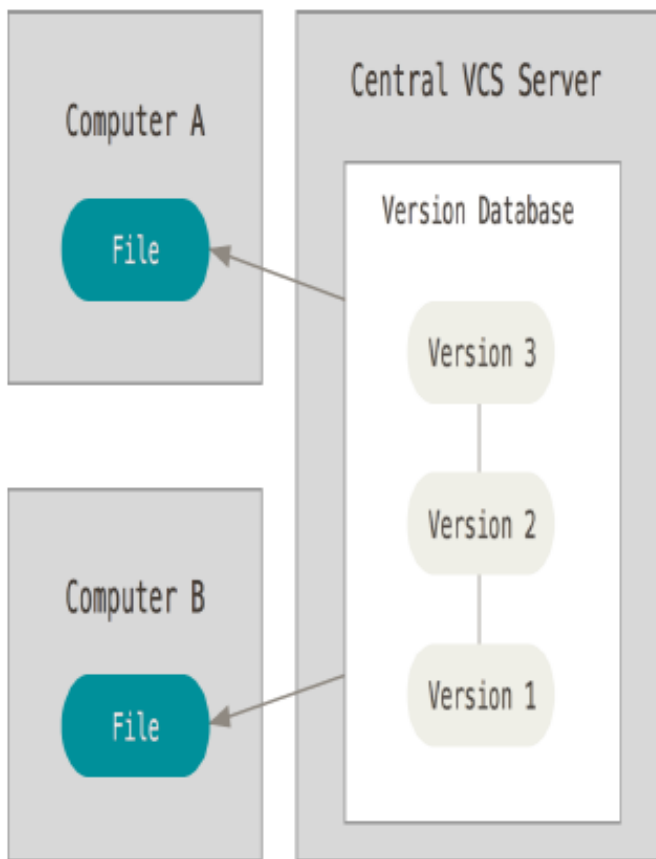 Computer A
File
Computer B
File
Central VCS Server
Version Database
Version 3
Version 2
Version 1